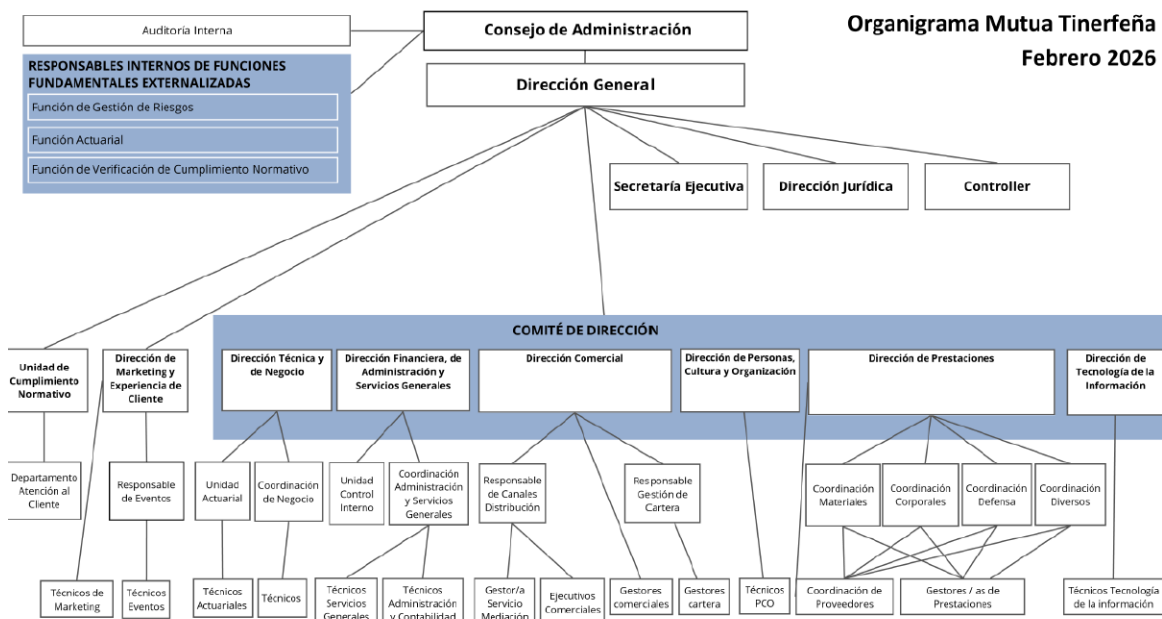 Organigrama Mutua Tinerfeña
Febrero 2026
Auditoría Interna
Consejo de Administración
RESPONSABLES INTERNOS DE FUNCIONES
FUNDAMENTALES EXTERNALIZADAS
Función de Gestión de Riesgos
Función Actuarial
Función de Verificación de Cumplimiento Normativo
Dirección General
Secretaría Ejecutiva
Dirección Jurídica
Controller
COMITÉ DE DIRECCIÓN
Unidad de
Cumplimiento
Normativo
Dirección de
Marketing y
Experiencia de
Cliente
Dirección Técnica y
de Negocio
Dirección Financiera, de
Administración y
Servicios Generales
Dirección Comercial
Dirección de Personas,
Cultura y Organización
Dirección de Prestaciones
Dirección de
Tecnología de la
Información
Departamento
Atención al
Cliente
Responsable
de Eventos
Unidad
Actuarial
Coordinación
de Negocio
Unidad
Control
Interno
Coordinación
Administración
y Servicios
Generales
Responsable
de Canales
Distribución
Responsable
Gestión de
Cartera
Coordinación
Materiales
Coordinación
Corporales
Coordinación
Defensa
Coordinación
Diversos
Técnicos de
Marketing
Técnicos
Eventos
Técnicos
Actuariales
Técnicos
Técnicos
Servicios
Generales
Técnicos
Administración
y Contabilidad
Gestor/a
Servicio
Mediación
Ejecutivos
Comerciales
Gestores
comerciales
Gestores
cartera
Técnicos
PCO
Coordinación de
Proveedores
Gestores / as de
Prestaciones
Técnicos Tecnología
de la información